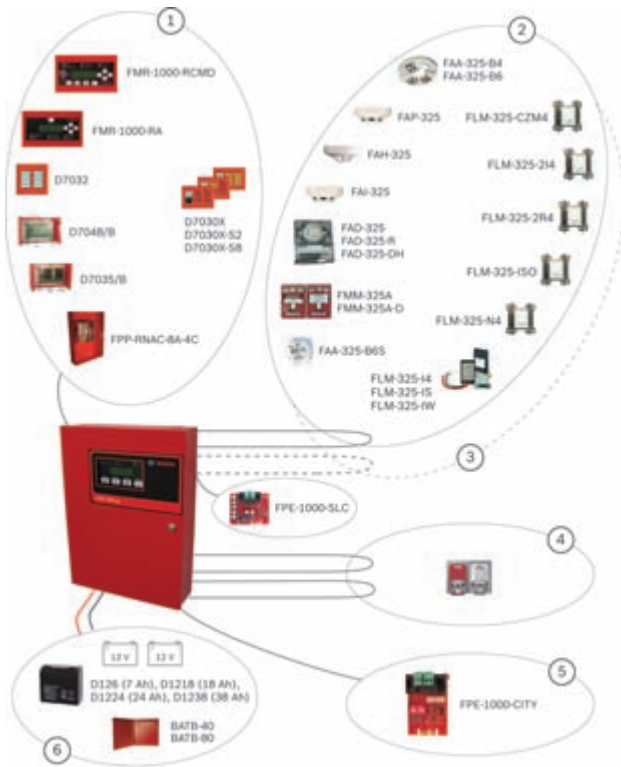 1
FMR-1000-RCMD
FMR-1000-RA
D7032
D7030X
D7030X-S2
D7030X-S8
D704B/B
D7035/B
FPP-RNAC-8A-4C
2
FAA-325-B4
FAA-325-B6
FAP-325
FLM-325-CZM4
FAH-325
FLM-325-2I4
FAI-325
FLM-325-2R4
FAD-325
FAD-325-R
FAD-325-DH
FLM-325-ISO
FMM-325A
FMM-325A-D
FLM-325-N4
FAA-325-B6S
FLM-325-I4
FLM-325-IS
FLM-325-IW
3
FPE-1000-SLC
4
5
FPE-1000-CITY
12 V
12 V
D126 (7 Ah), D1218 (18 Ah),
D1224 (24 Ah), D1238 (38 Ah)
BATB-40
BATB-80
6